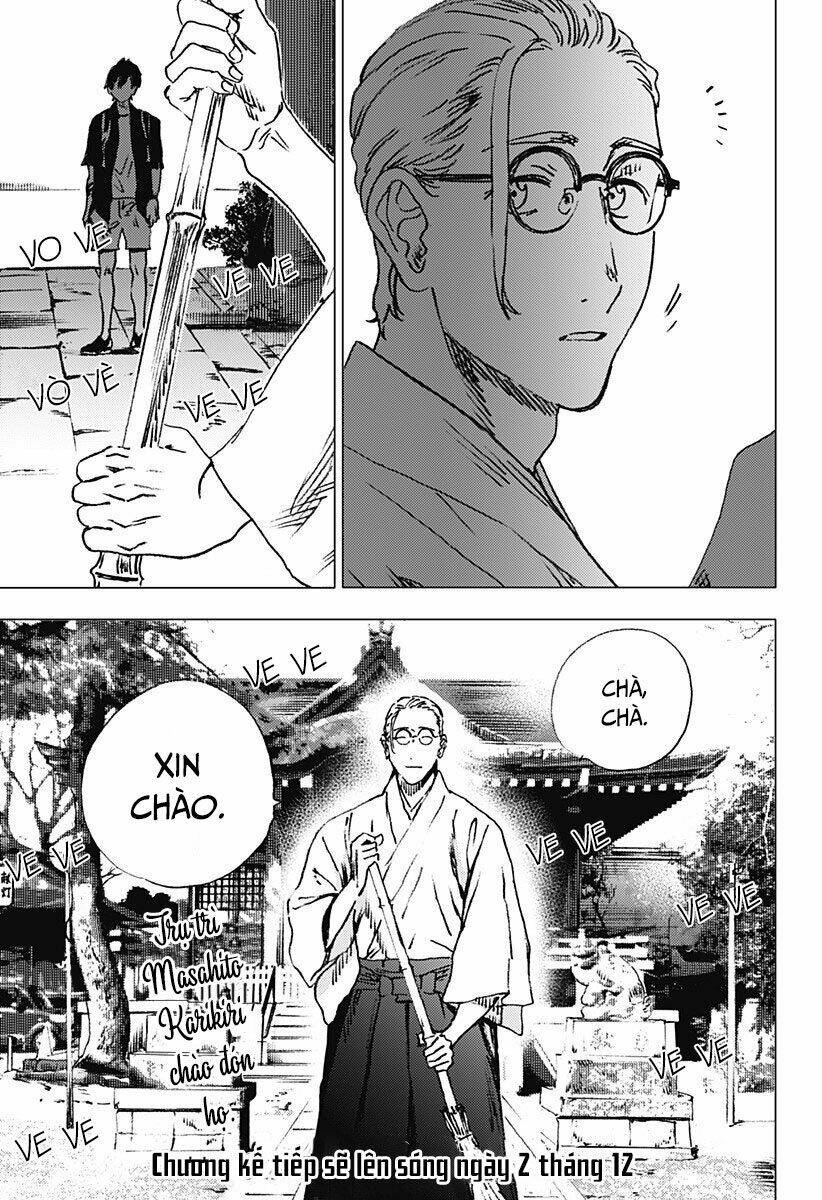 VO VE
VE VE
VÒ VÈ
VE VE
VE VE
CHÀ,
CHÀ.
XIN
CHÀO.
VE VE
VE VE
VE VE
Trụ trì
Masahito
Karikiri
chào đón
họ.
VE VE
VE VE
Chương kế tiếp sẽ lên sóng ngày 2 tháng 12